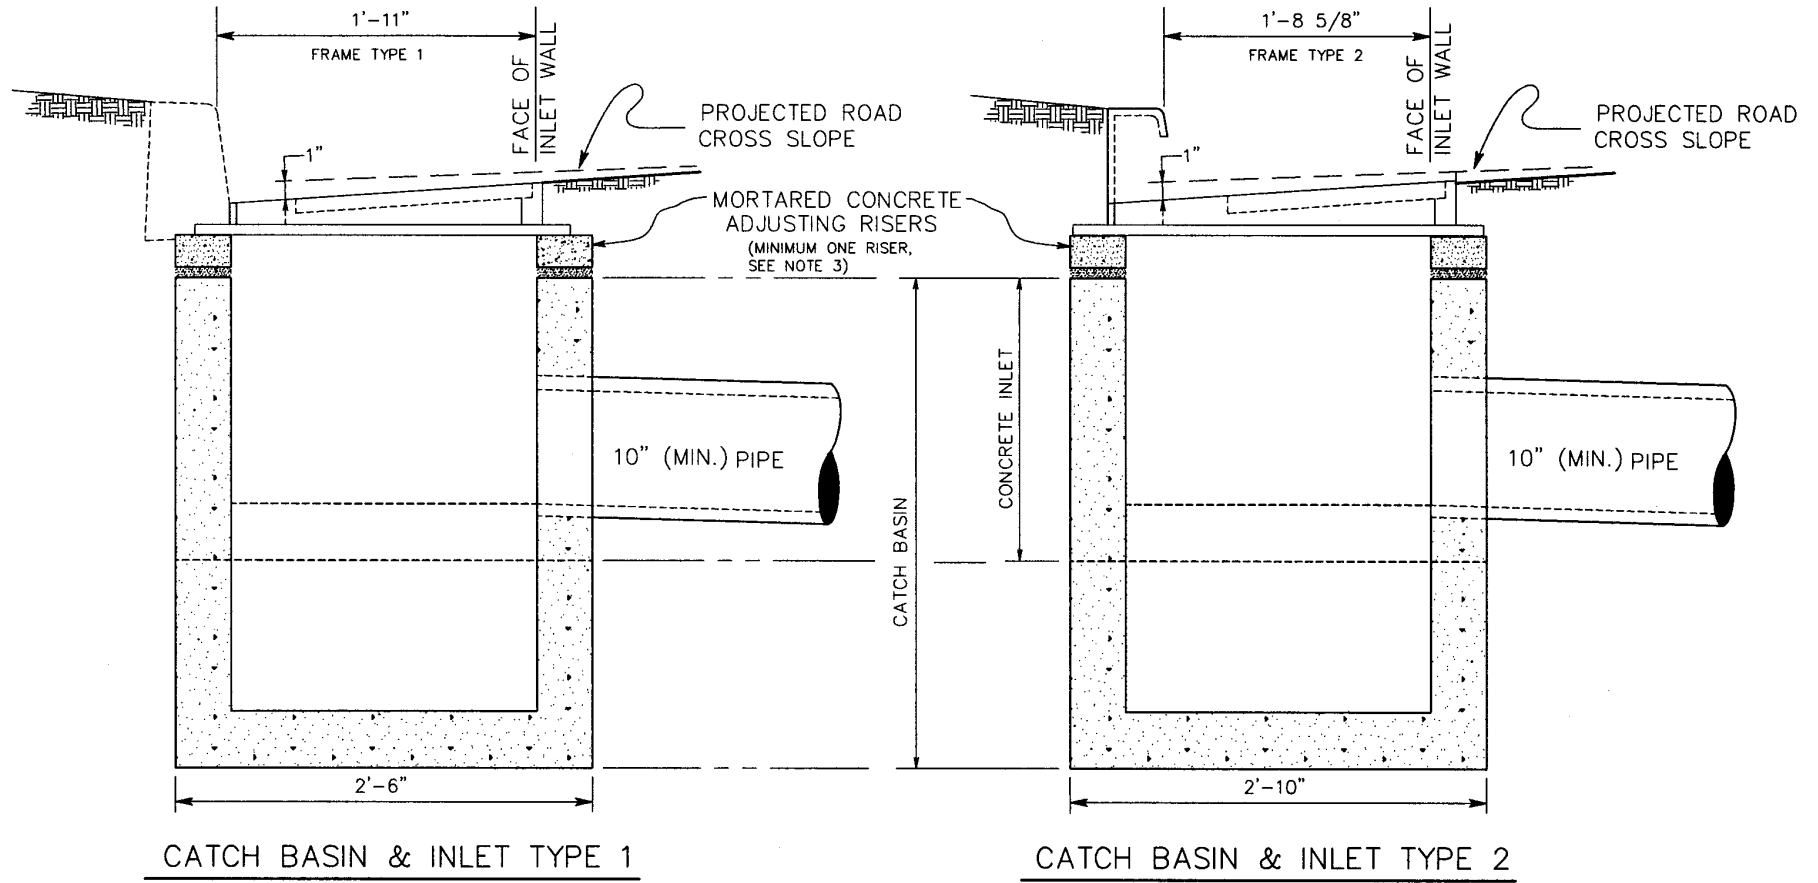 1'-11"
FRAME TYPE 1
FACE OF
INLET WALL
PROJECTED ROAD
CROSS SLOPE
1"
MORTARED CONCRETE
ADJUSTING RISERS
(MINIMUM ONE RISER,
SEE NOTE 3)
10" (MIN.) PIPE
CATCH BASIN
CONCRETE INLET
2'-6"
CATCH BASIN & INLET TYPE 1
1'-8 5/8"
FRAME TYPE 2
FACE OF
INLET WALL
PROJECTED ROAD
CROSS SLOPE
1"
10" (MIN.) PIPE
2'-10"
CATCH BASIN & INLET TYPE 2